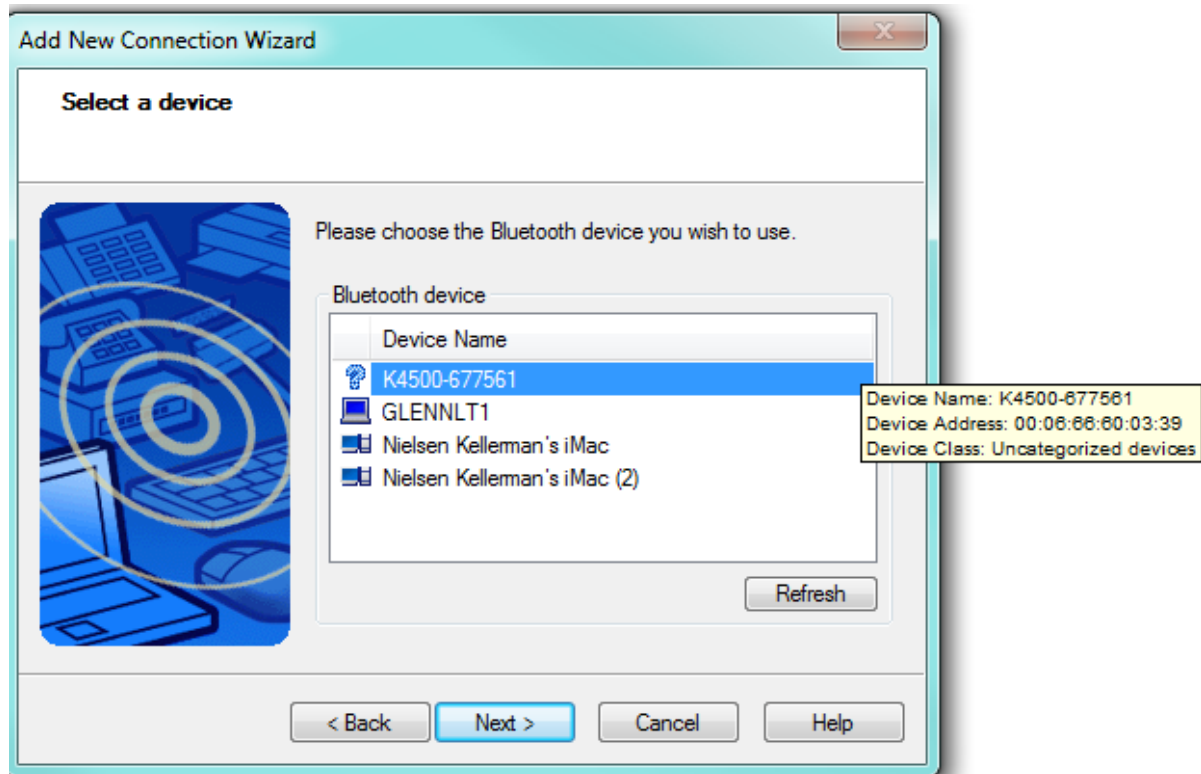 Add New Connection Wizard
Select a device
Please choose the Bluetooth device you wish to use.
Bluetooth device
Device Name
K4500-677561
GLENNLT1
Nielsen Kellerman's iMac
Nielsen Kellerman's iMac (2)
Device Name: K4500-677561
Device Address: 00:06:66:60:03:39
Device Class: Uncategorized devices
Refresh
< Back Next > Cancel Help